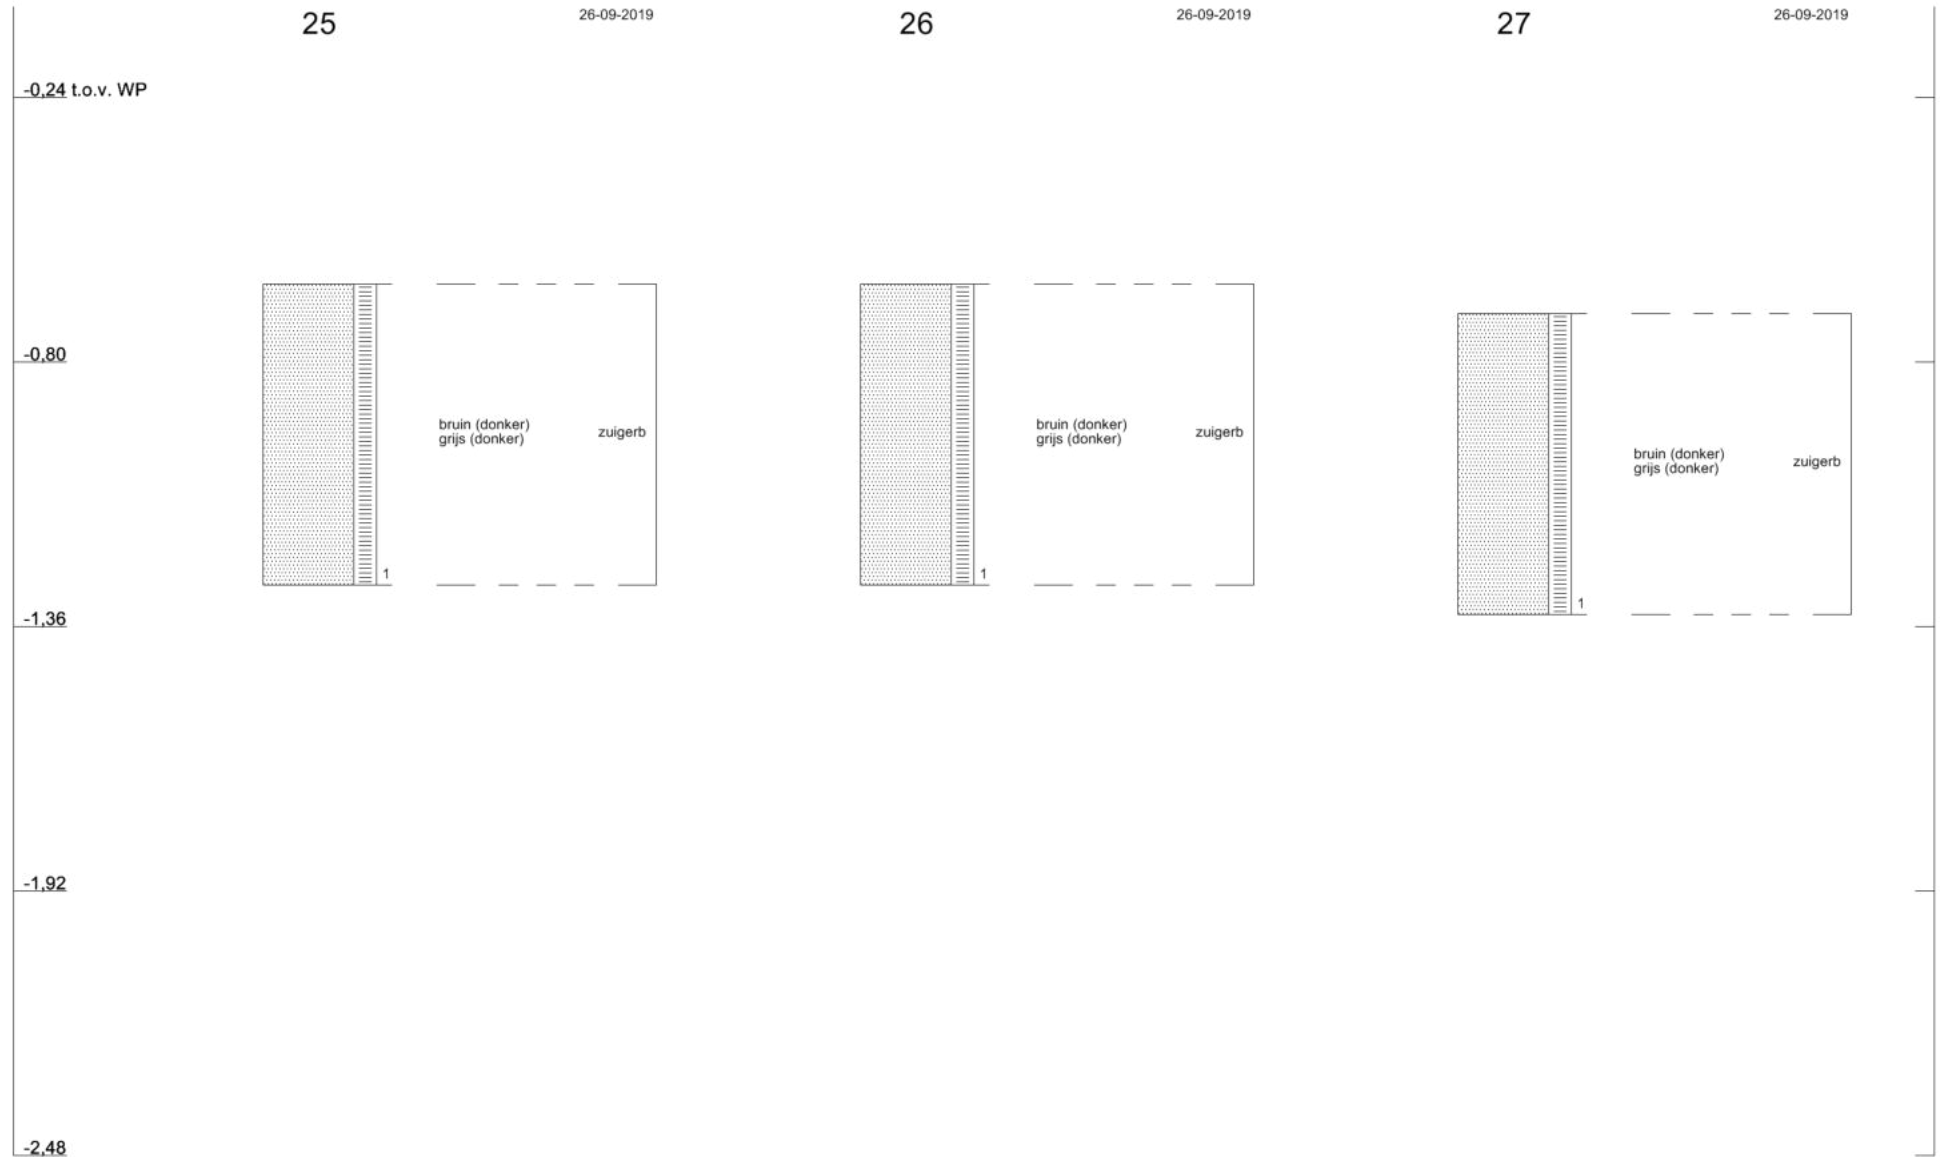 25
26-09-2019
26
26-09-2019
27
26-09-2019
-0,24 t.o.v. WP
-0,80
bruin (donker)
grijs (donker)
zuigerb
1
bruin (donker)
grijs (donker)
zuigerb
1
bruin (donker)
grijs (donker)
zuigerb
1
-1,36
-1,92
-2,48